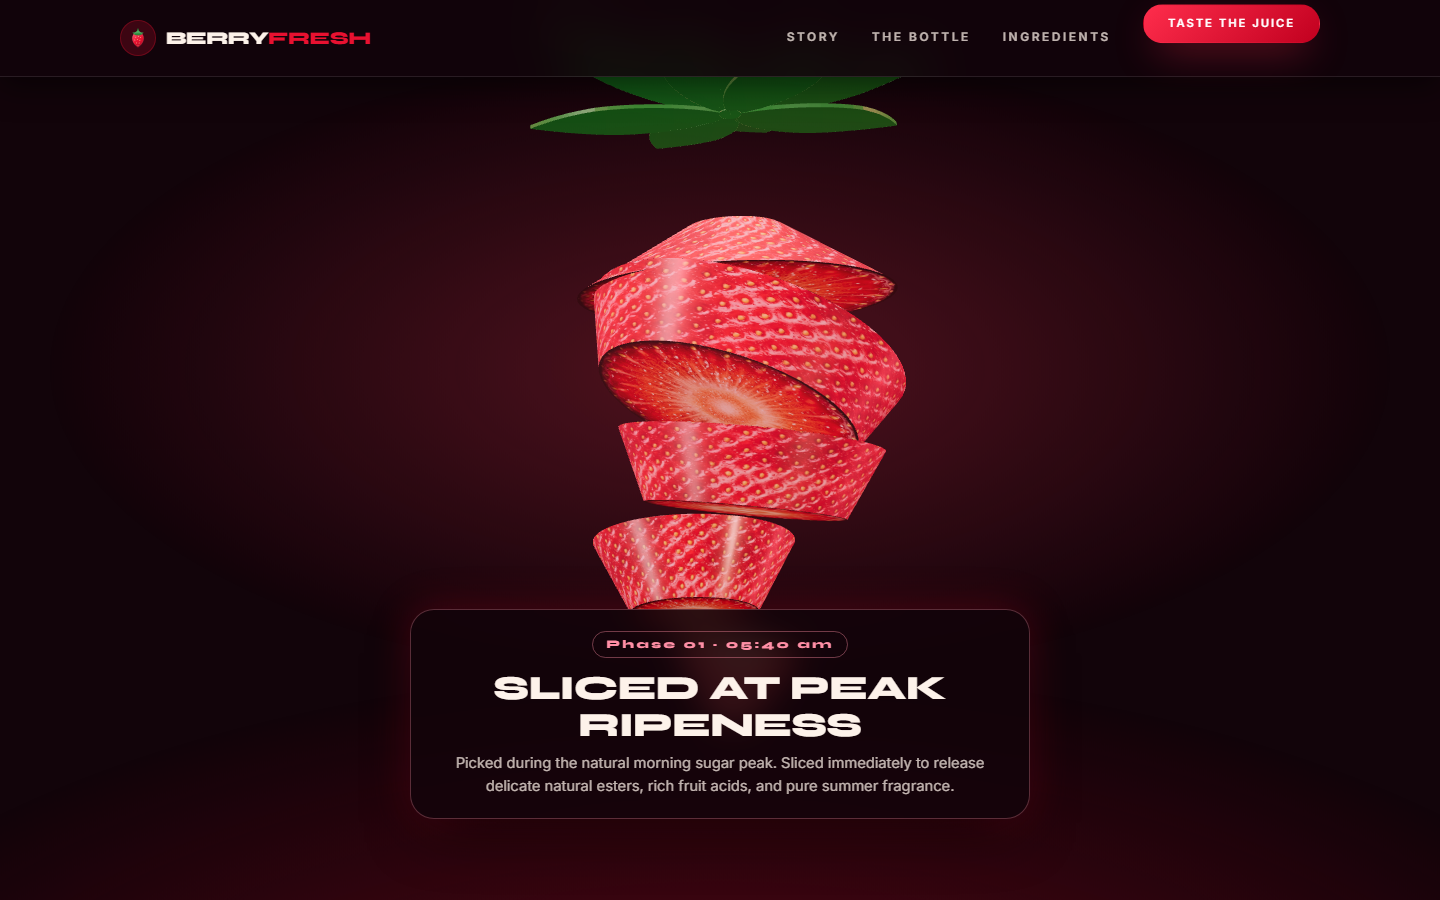 BERRYFRESH
STORY THE BOTTLE INGREDIENTS TASTE THE JUICE
Phase 01 · 05:40 am
SLICED AT PEAK
RIPENESS
Picked during the natural morning sugar peak. Sliced immediately to release
delicate natural esters, rich fruit acids, and pure summer fragrance.